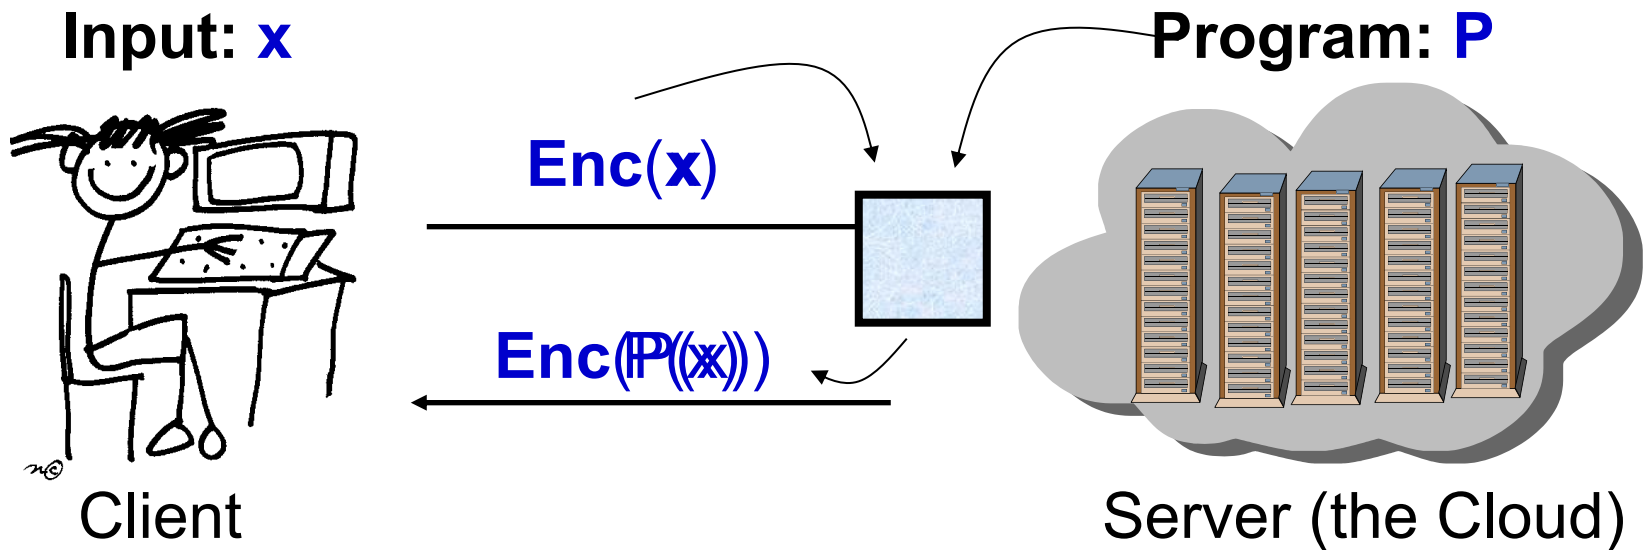 Input: x
Program: P
Enc(x)
Enc(P(x))
Client
Server (the Cloud)